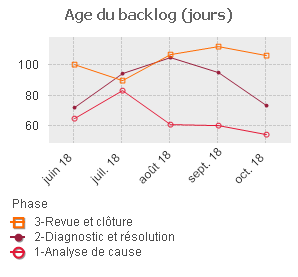 Age du backlog (jours)
100
80
60
juin 18
juil. 18
août 18
sept. 18
oct. 18
Phase
3-Revue et clôture
2-Diagnostic et résolution
1-Analyse de cause